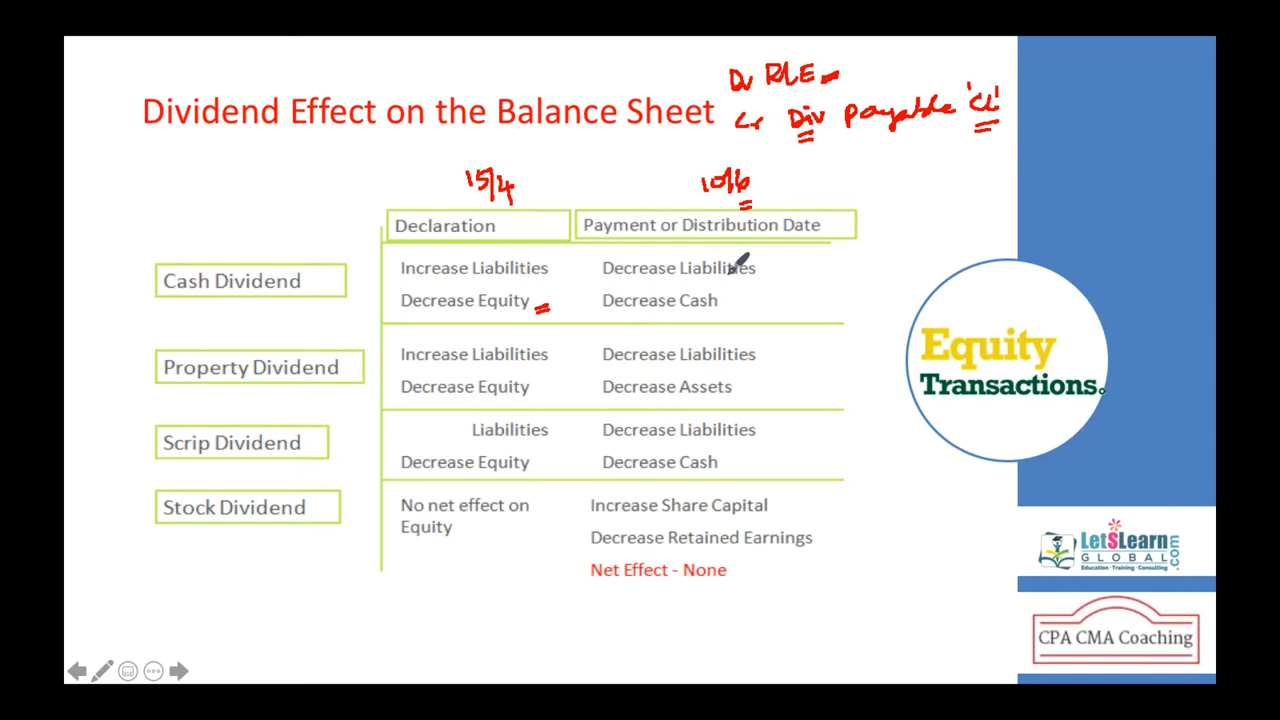 Dr R/E
Dividend Effect on the Balance Sheet
Cr Div payable 'CL'
15/4 10/6
Declaration Payment or Distribution Date
Cash Dividend
Increase Liabilities Decrease Liabilities
Decrease Equity Decrease Cash
Property Dividend
Increase Liabilities Decrease Liabilities
Decrease Equity Decrease Assets
Scrip Dividend
Liabilities Decrease Liabilities
Decrease Equity Decrease Cash
Stock Dividend
No net effect on Increase Share Capital
Equity
Decrease Retained Earnings
Net Effect - None
Equity
Transactions.
LetSLearn
GLOBAL.com
Education · Training · Consulting
CPA CMA Coaching